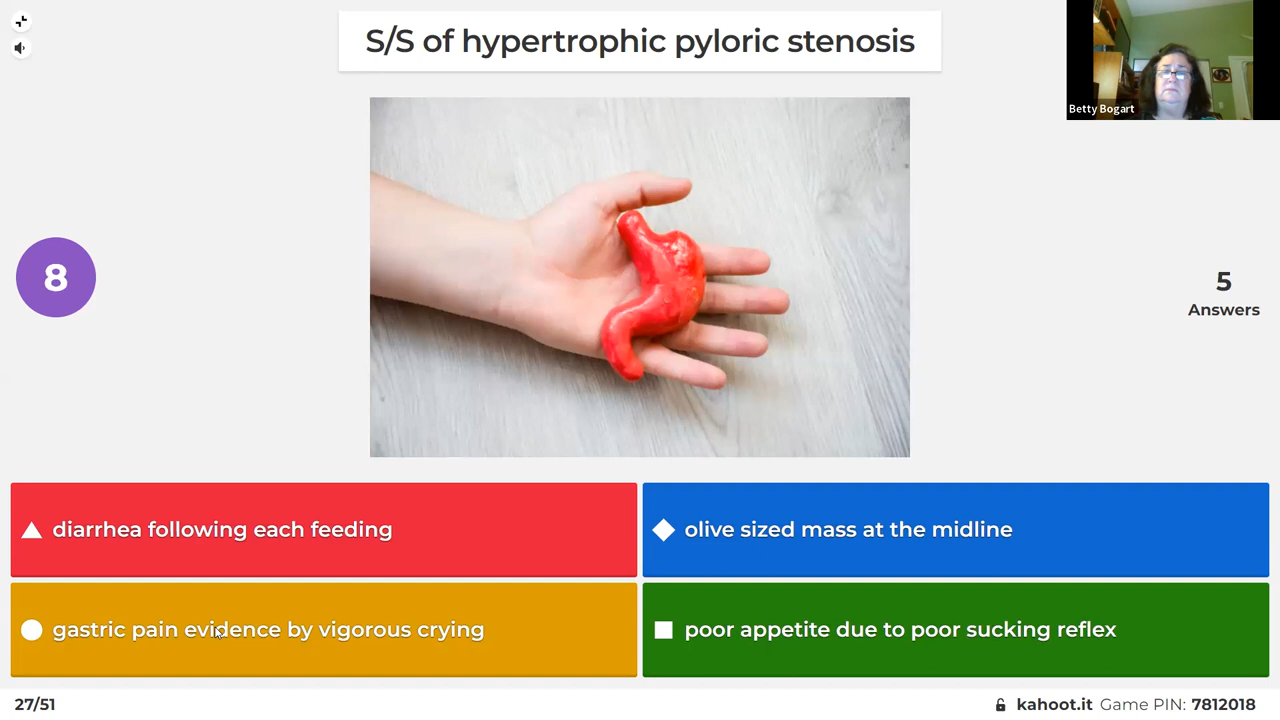 S/S of hypertrophic pyloric stenosis
Betty Bogart
8
5
Answers
diarrhea following each feeding
olive sized mass at the midline
gastric pain evidence by vigorous crying
poor appetite due to poor sucking reflex
27/51
kahoot.it Game PIN: 7812018